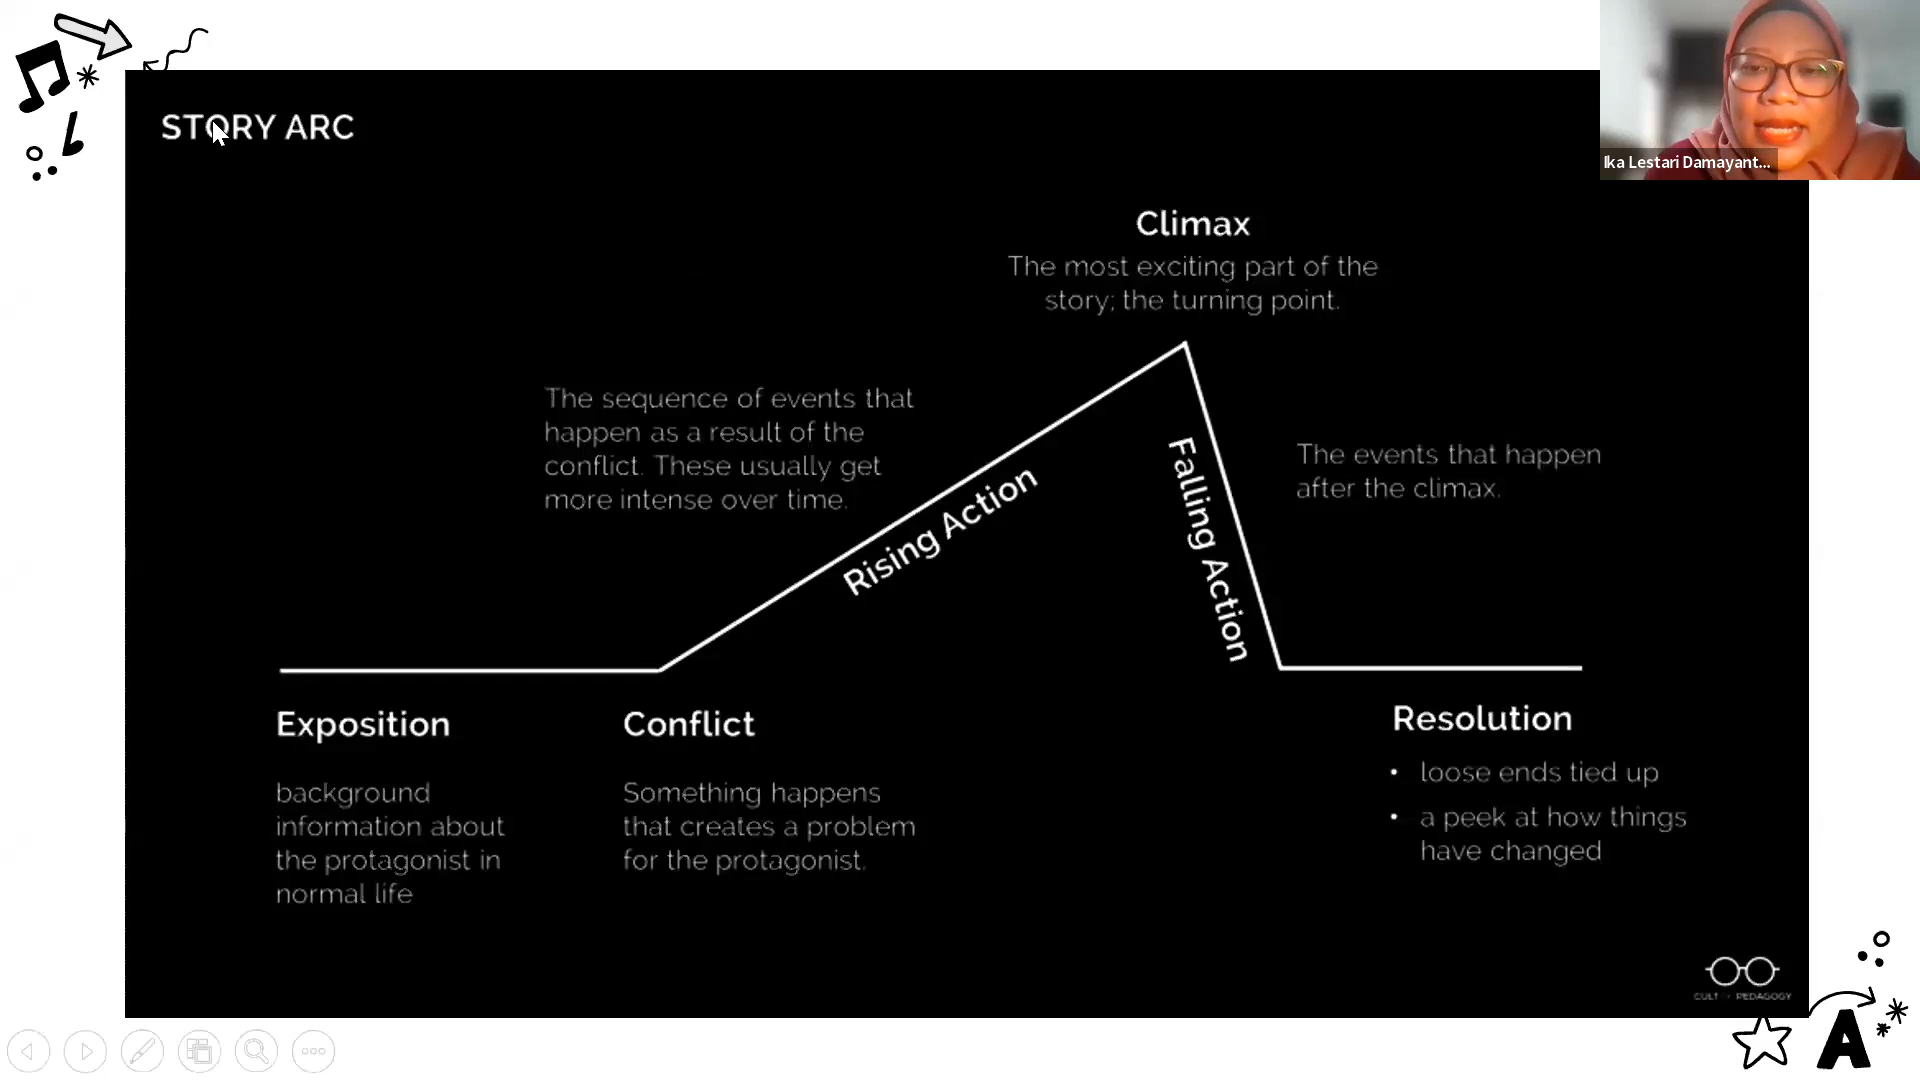 STORY ARC
Ika Lestari Damayant...
Climax
The most exciting part of the
story; the turning point.
The sequence of events that
happen as a result of the
conflict. These usually get
more intense over time.
Rising Action
Falling Action
The events that happen
after the climax.
Exposition
background
information about
the protagonist in
normal life
Conflict
Something happens
that creates a problem
for the protagonist.
Resolution
• loose ends tied up
• a peek at how things
have changed
CULT OF PEDAGOGY
A